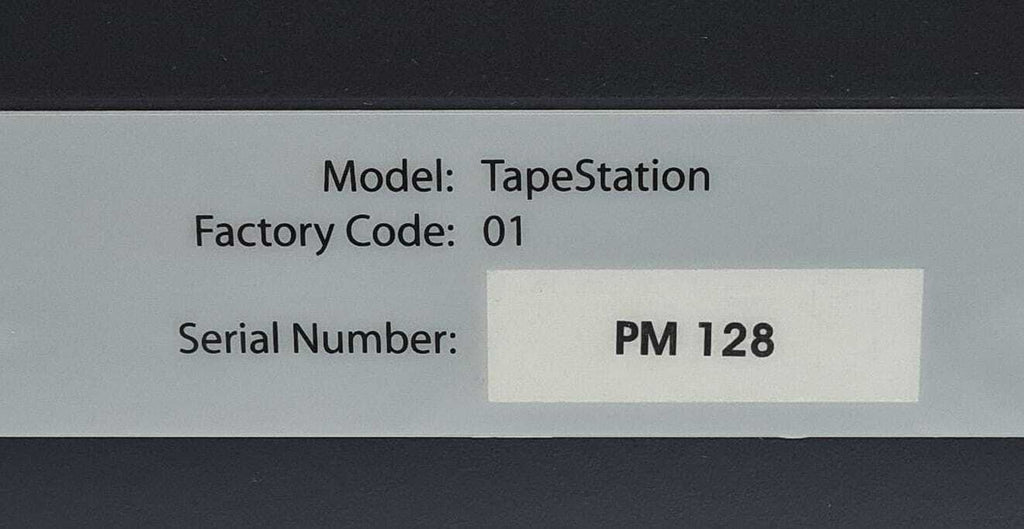 Model: TapeStation
Factory Code: 01
Serial Number: PM 128